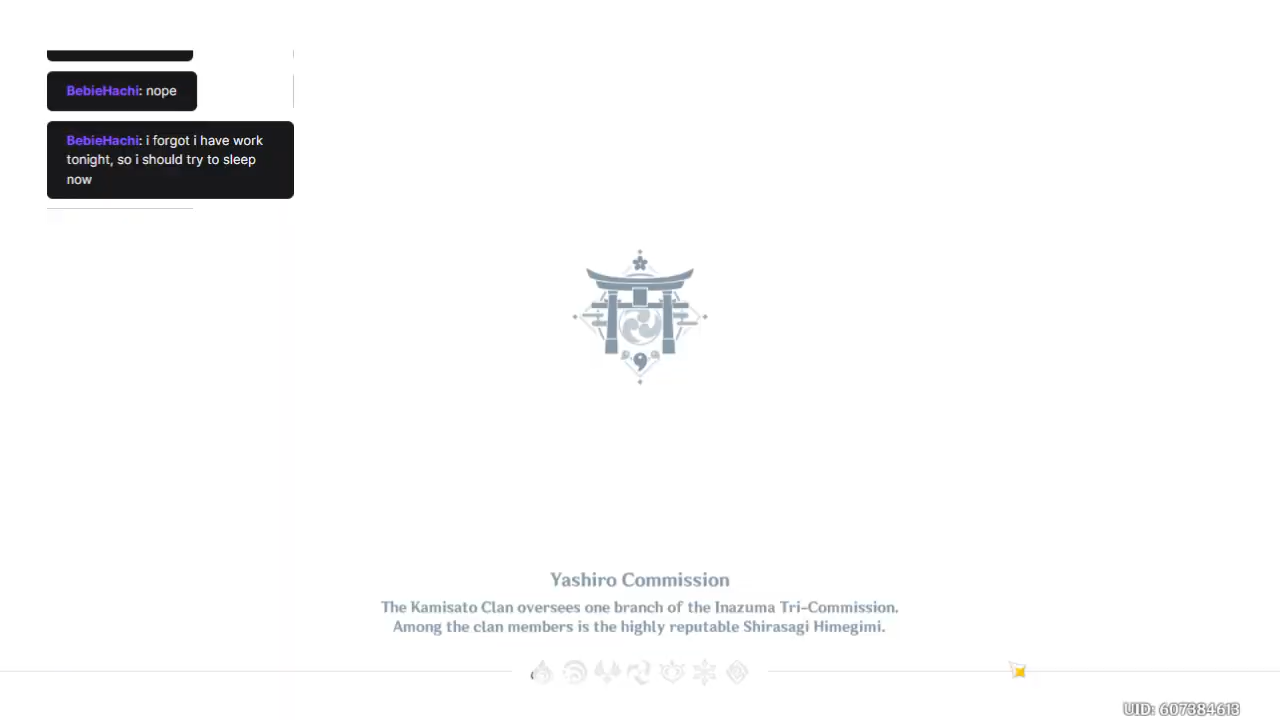 BebieHachi: nope
BebieHachi: i forgot i have work
tonight, so i should try to sleep
now
Yashiro Commission
The Kamisato Clan oversees one branch of the Inazuma Tri-Commission.
Among the clan members is the highly reputable Shirasagi Himegimi.
UID: 607384613